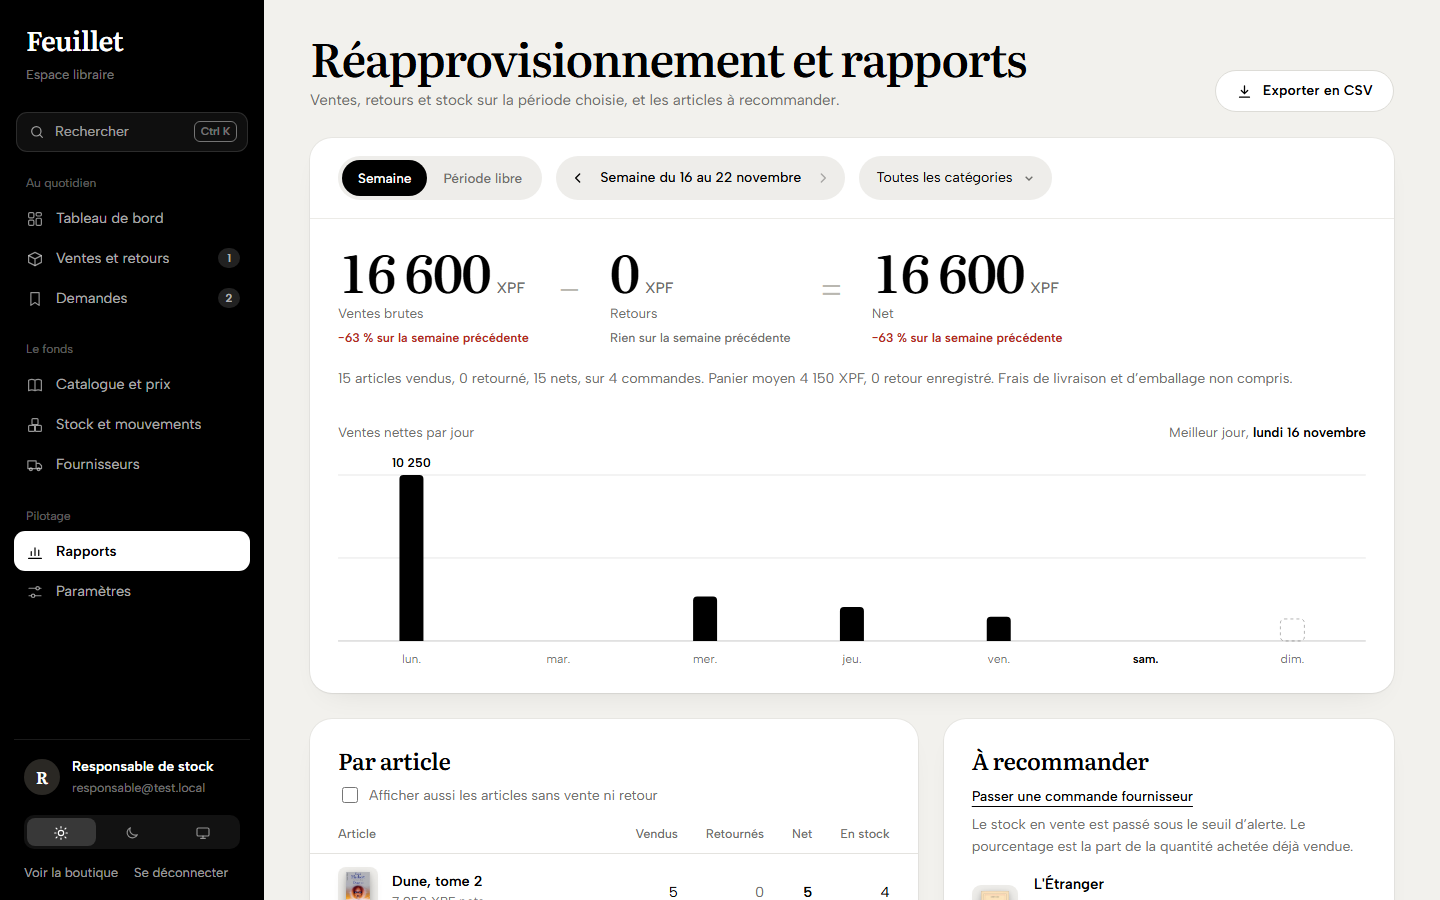 Feuillet
Espace libraire
Rechercher
Ctrl K
Au quotidien
Tableau de bord
Ventes et retours
1
Demandes
2
Le fonds
Catalogue et prix
Stock et mouvements
Fournisseurs
Pilotage
Rapports
Paramètres
R
Responsable de stock
responsable@test.local
Voir la boutique
Se déconnecter
Réapprovisionnement et rapports
Ventes, retours et stock sur la période choisie, et les articles à recommander.
Exporter en CSV
Semaine
Période libre
Semaine du 16 au 22 novembre
Toutes les catégories
16 600 XPF
Ventes brutes
−63 % sur la semaine précédente
—
0 XPF
Retours
Rien sur la semaine précédente
=
16 600 XPF
Net
−63 % sur la semaine précédente
15 articles vendus, 0 retourné, 15 nets, sur 4 commandes. Panier moyen 4 150 XPF, 0 retour enregistré. Frais de livraison et d’emballage non compris.
Ventes nettes par jour
Meilleur jour, lundi 16 novembre
10 250
lun.
mar.
mer.
jeu.
ven.
sam.
dim.
Par article
Afficher aussi les articles sans vente ni retour
Article
Vendus
Retournés
Net
En stock
Dune, tome 2
5
0
5
4
À recommander
Passer une commande fournisseur
Le stock en vente est passé sous le seuil d’alerte. Le
pourcentage est la part de la quantité achetée déjà vendue.
L'Étranger